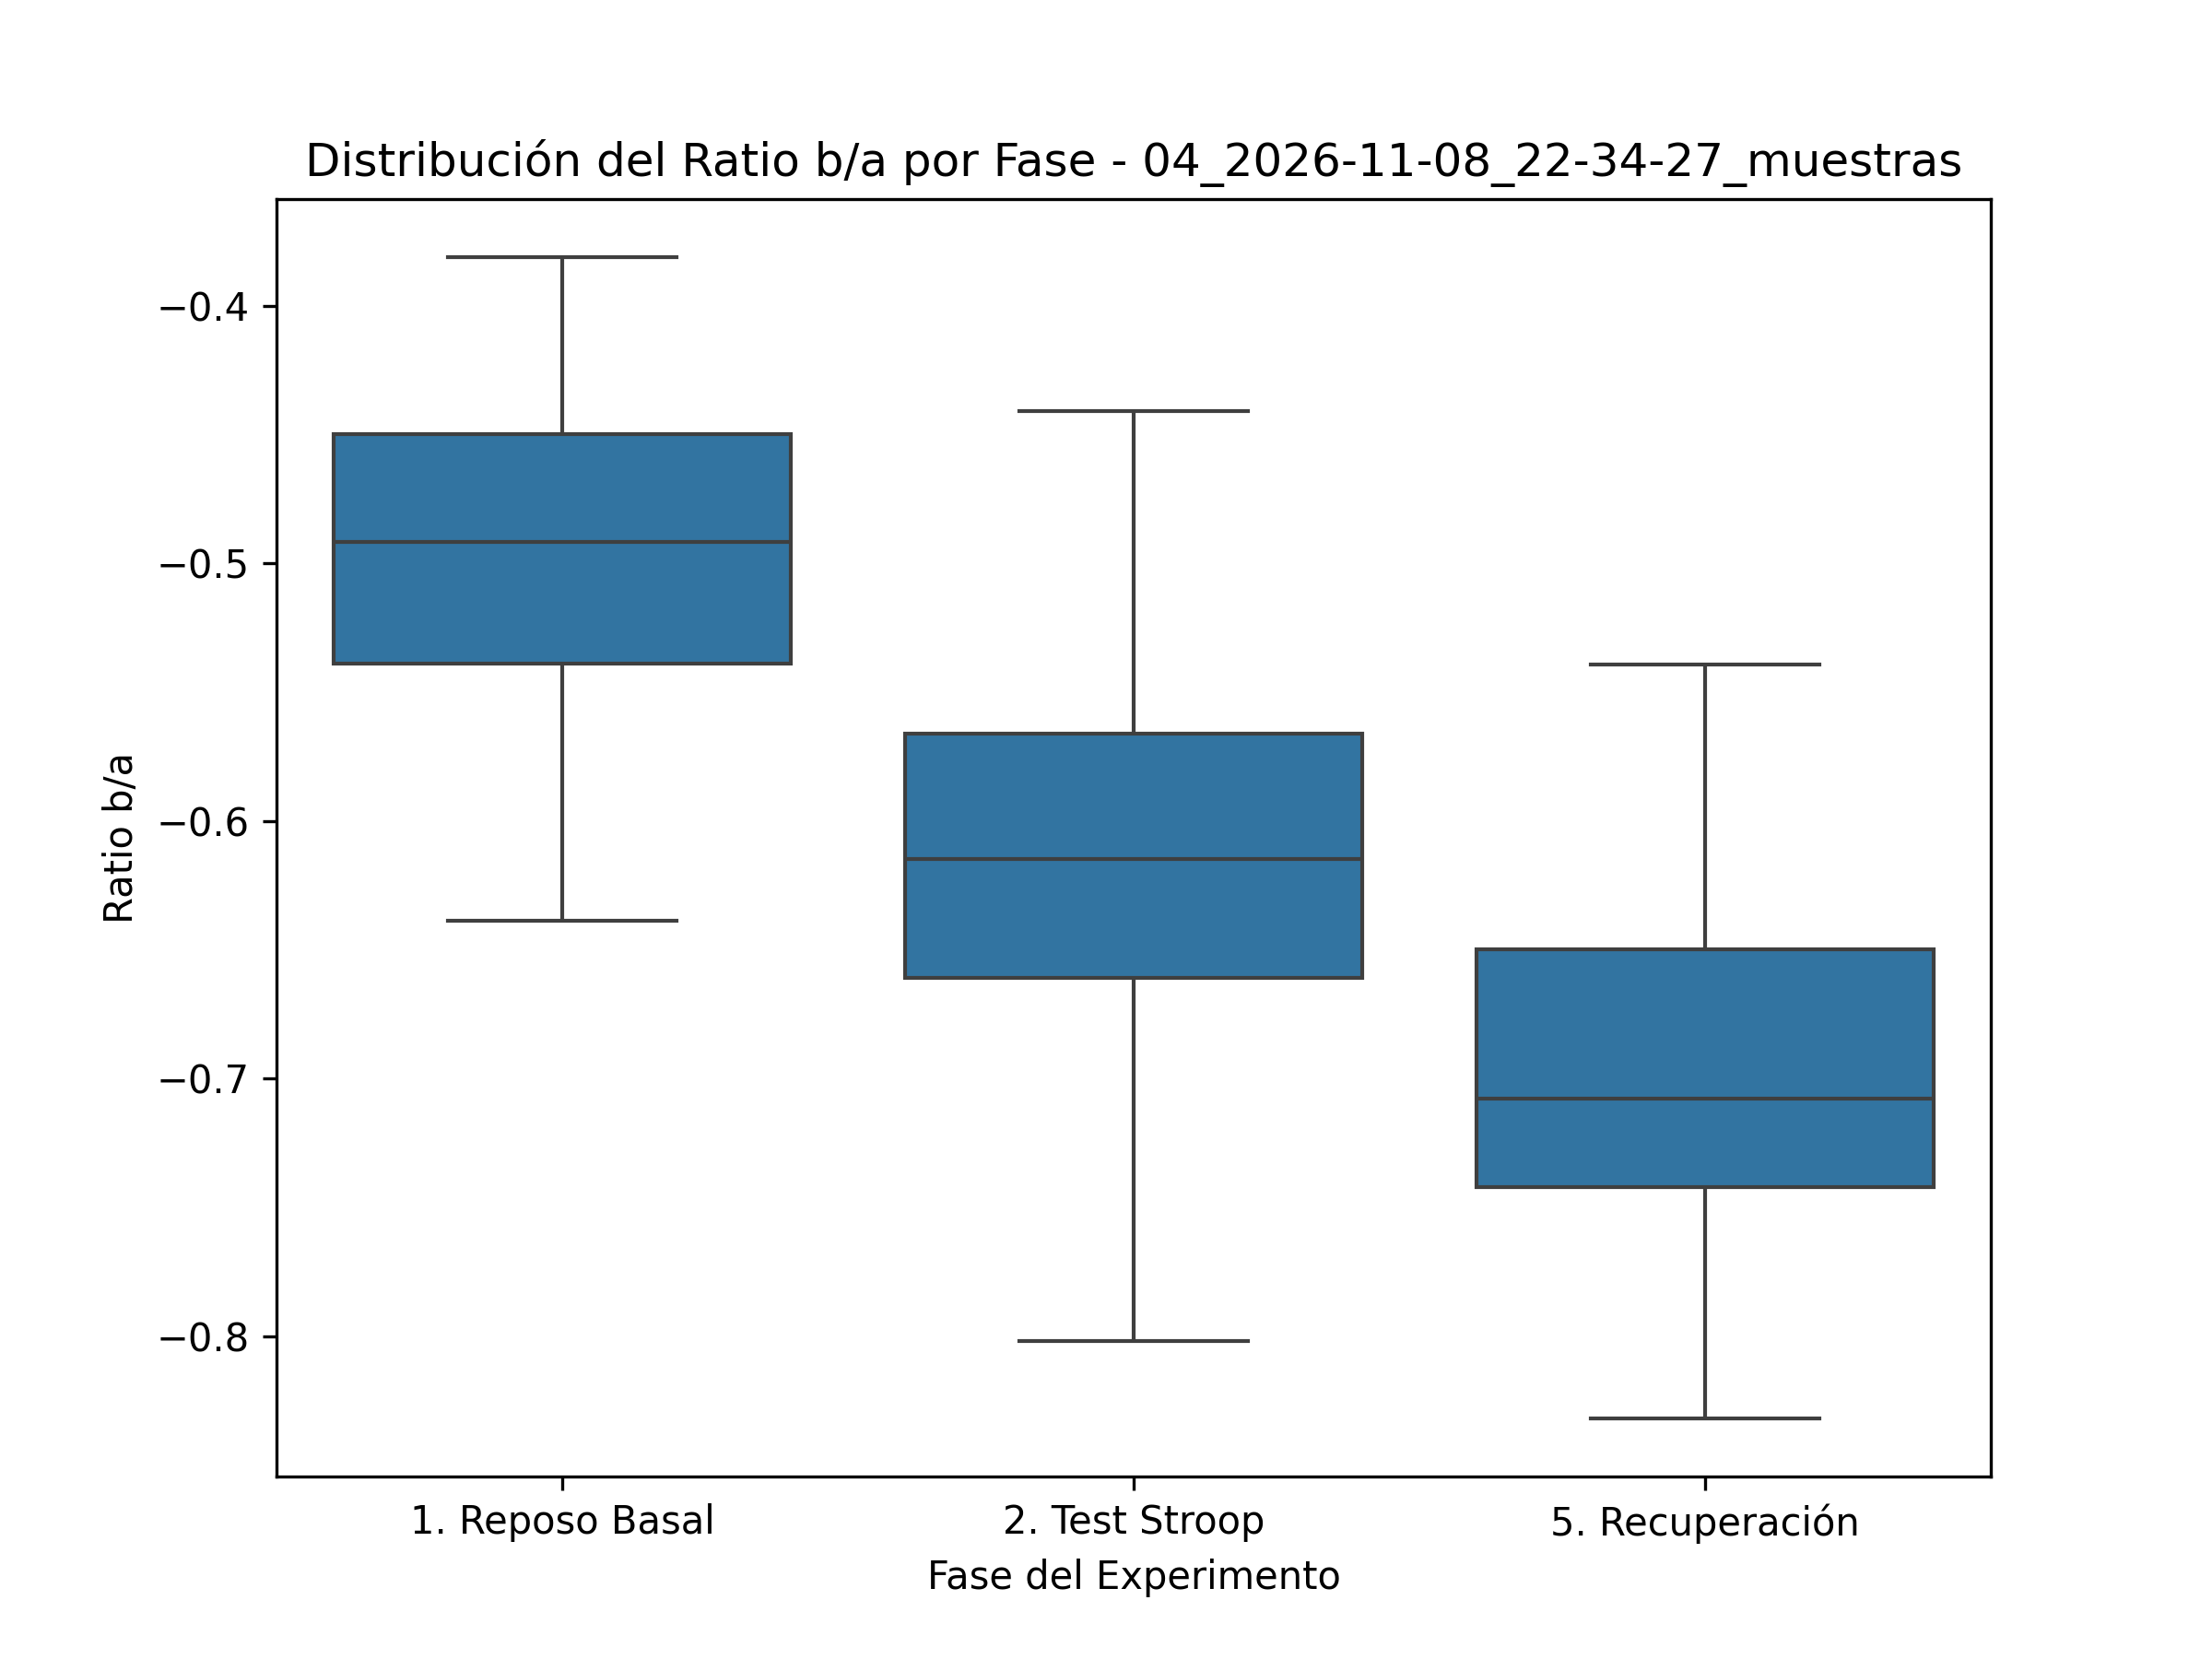 Distribución del Ratio b/a por Fase - 04_2026-11-08_22-34-27_muestras
Ratio b/a
−0.4
−0.5
−0.6
−0.7
−0.8
1. Reposo Basal
2. Test Stroop
5. Recuperación
Fase del Experimento